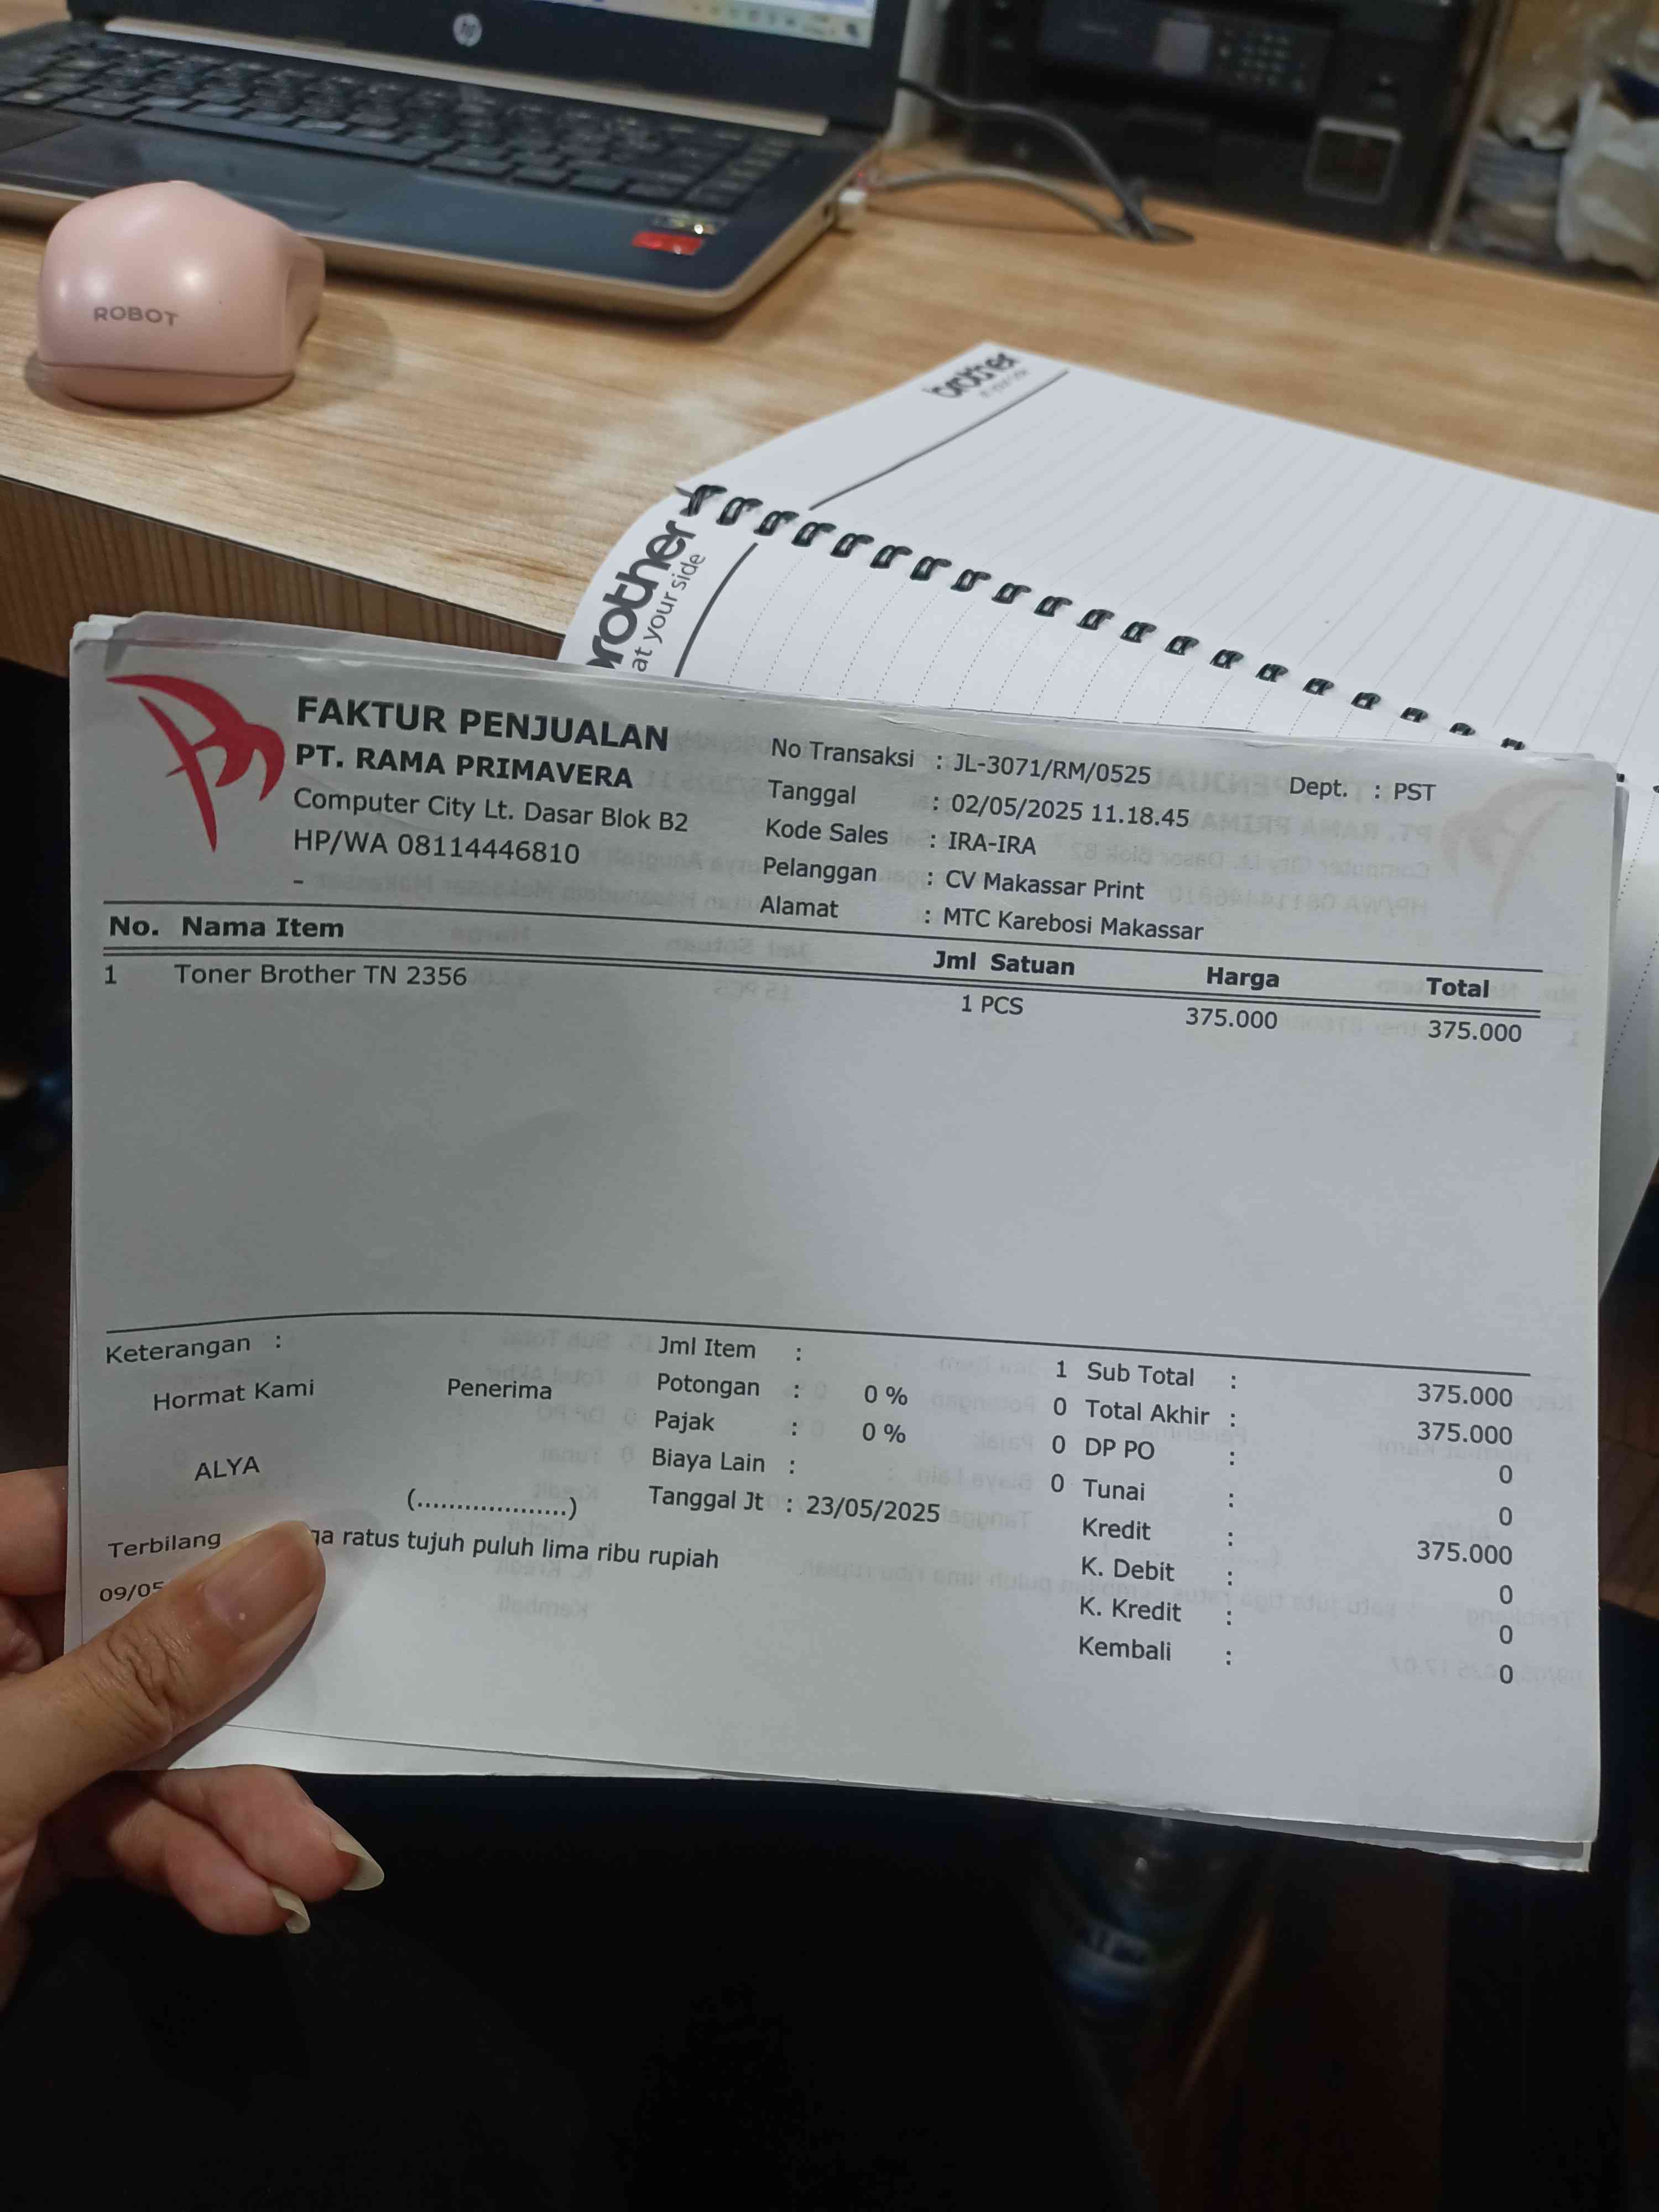 ROBOT
brother
brother
at your side
FAKTUR PENJUALAN
PT. RAMA PRIMAVERA
Computer City Lt. Dasar Blok B2
HP/WA 08114446810
-
No Transaksi : JL-3071/RM/0525 Dept. : PST
Tanggal : 02/05/2025 11.18.45
Kode Sales : IRA-IRA
Pelanggan : CV Makassar Print
Alamat : MTC Karebosi Makassar
No. Nama Item Jml Satuan Harga Total
1 Toner Brother TN 2356 1 PCS 375.000 375.000
Keterangan :
Hormat Kami Penerima
ALYA
(...................)
Jml Item : 1
Potongan : 0 % 0
Pajak : 0 % 0
Biaya Lain : 0
Tanggal Jt : 23/05/2025
Sub Total : 375.000
Total Akhir : 375.000
DP PO : 0
Tunai : 0
Kredit : 375.000
K. Debit : 0
K. Kredit : 0
Kembali : 0
Terbilang ga ratus tujuh puluh lima ribu rupiah
09/05